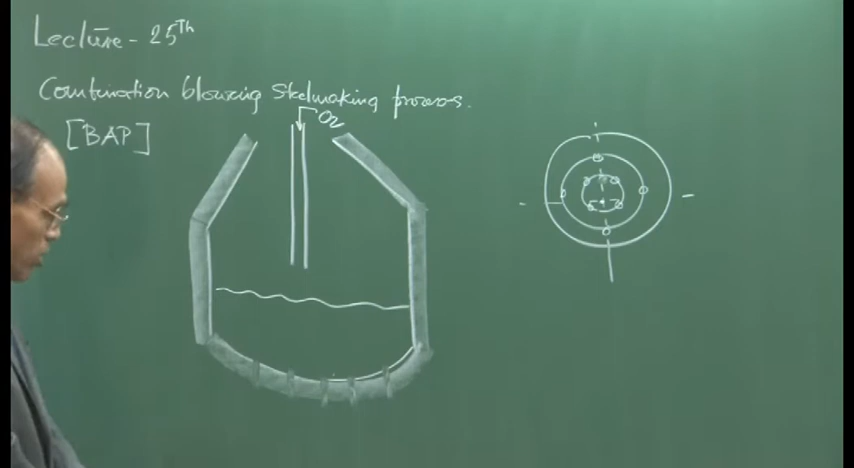 Lecture - 25Th
Combination blowing Steelmaking process.
[BAP]
O2